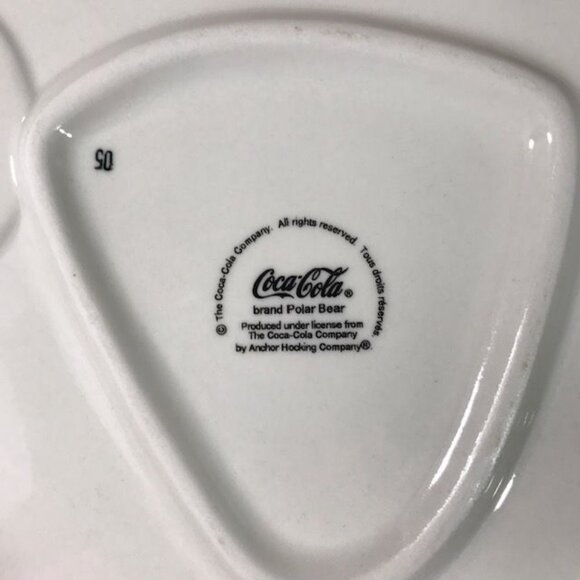 05
© The Coca-Cola Company. All rights reserved. Tous droits réservés.
Coca-Cola®
brand Polar Bear
Produced under license from
The Coca-Cola Company
by Anchor Hocking Company®.